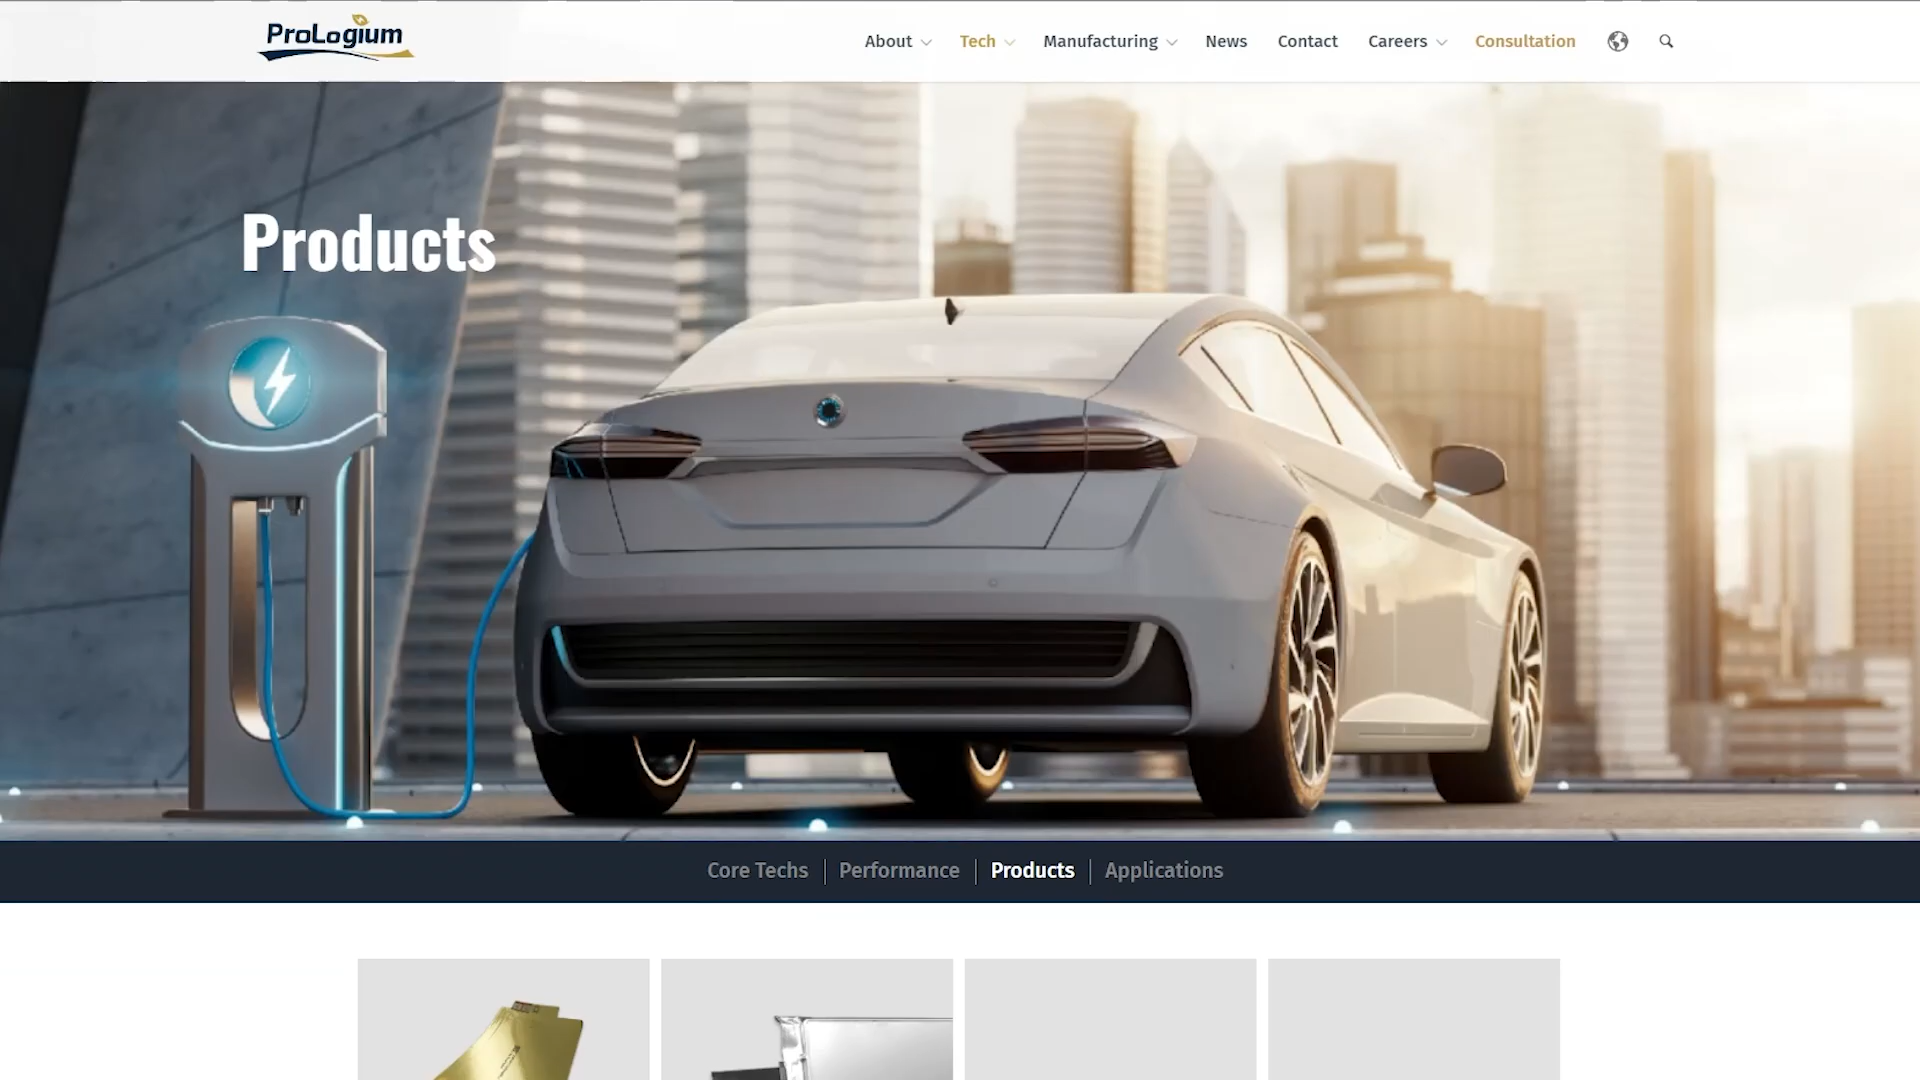 ProLogium
About Tech Manufacturing News Contact Careers Consultation
Products
Core Techs Performance Products Applications